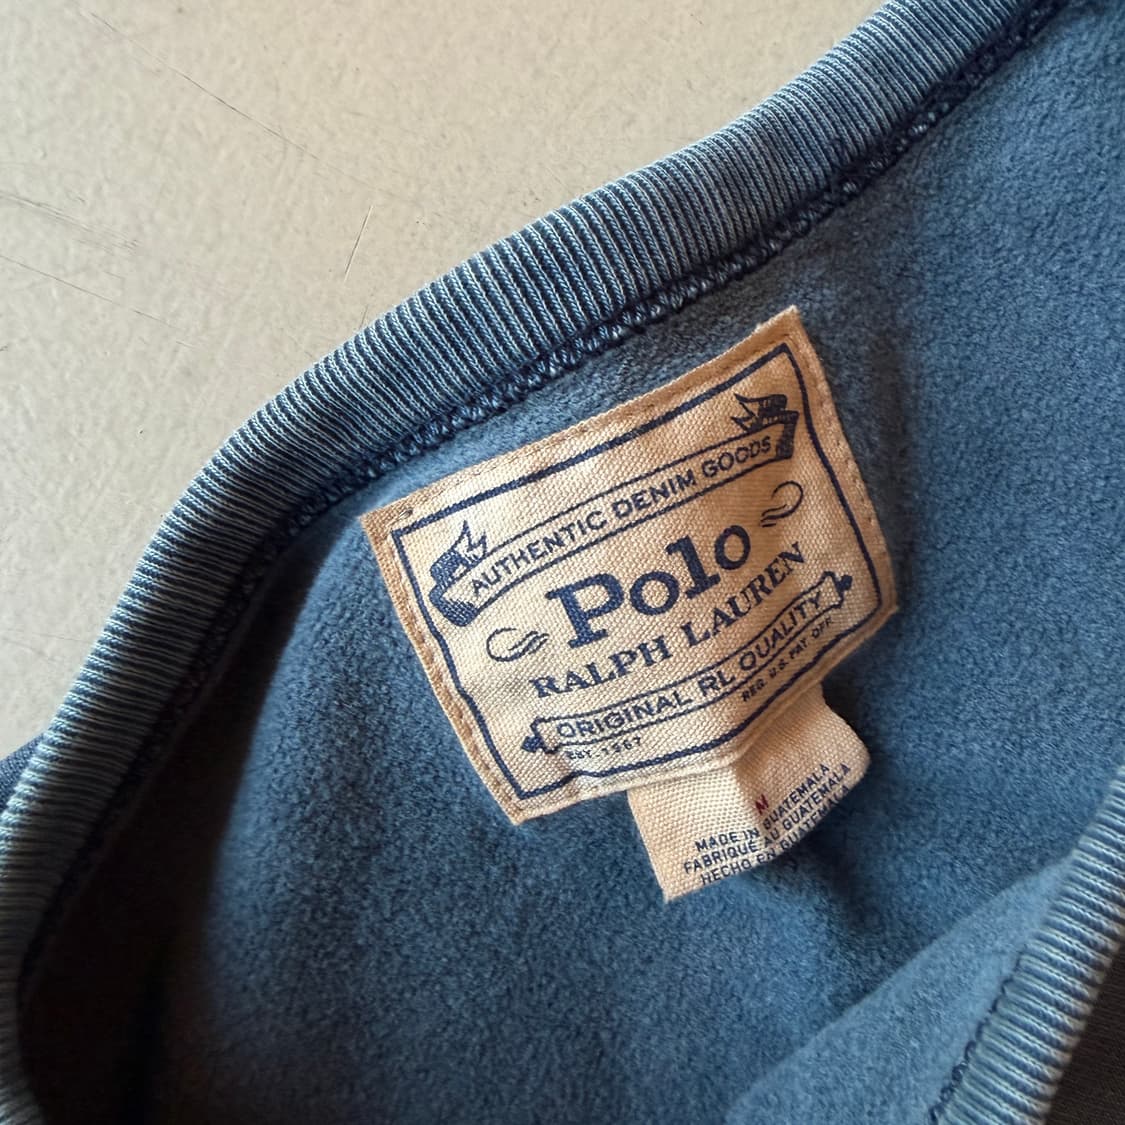 AUTHENTIC DENIM GOODS
Polo
RALPH LAUREN
ORIGINAL RL QUALITY
EST 1967
REG. U.S. PAT. OFF.
M
MADE IN GUATEMALA
FABRIQUÉ AU GUATEMALA
HECHO EN GUATEMALA